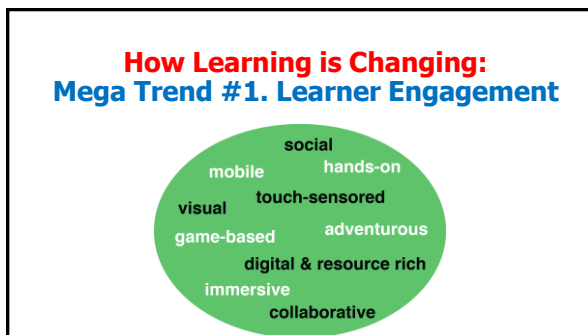 How Learning is Changing:
Mega Trend #1. Learner Engagement
social
mobile
hands-on
visual
touch-sensored
game-based
adventurous
digital & resource rich
immersive
collaborative